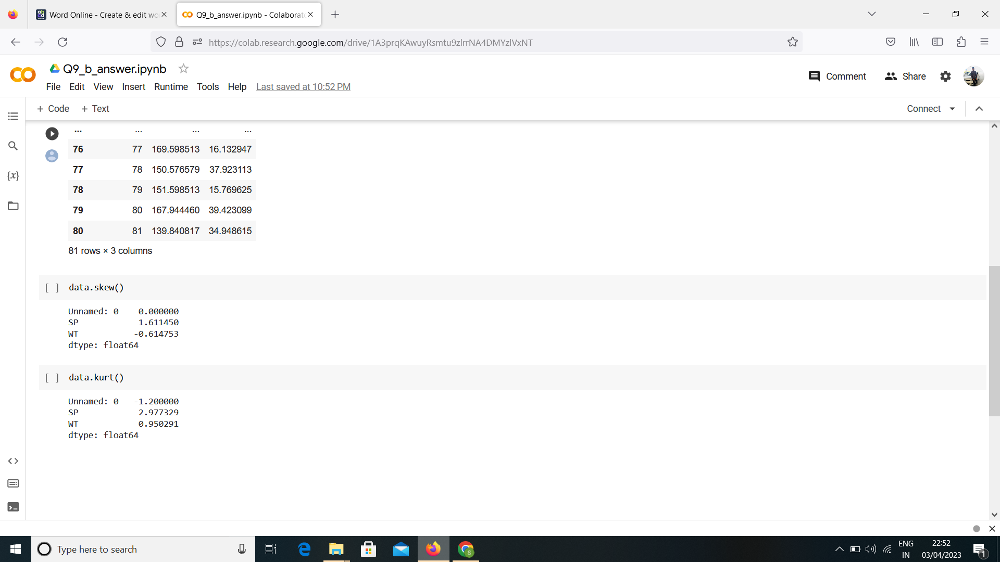 Word Online - Create & edit wo
Q9_b_answer.ipynb - Colaborato
https://colab.research.google.com/drive/1A3prqKAwuyRsmtu9zlrrNA4DMYzlVxNT
Q9_b_answer.ipynb
Comment
Share
File Edit View Insert Runtime Tools Help Last saved at 10:52 PM
+ Code + Text
Connect
... ... ... ...
76 77 169.598513 16.132947
77 78 150.576579 37.923113
78 79 151.598513 15.769625
79 80 167.944460 39.423099
80 81 139.840817 34.948615
81 rows × 3 columns
[ ] data.skew()
Unnamed: 0 0.000000
SP 1.611450
WT -0.614753
dtype: float64
[ ] data.kurt()
Unnamed: 0 -1.200000
SP 2.977329
WT 0.950291
dtype: float64
Type here to search
ENG
IN
22:52
03/04/2023
1